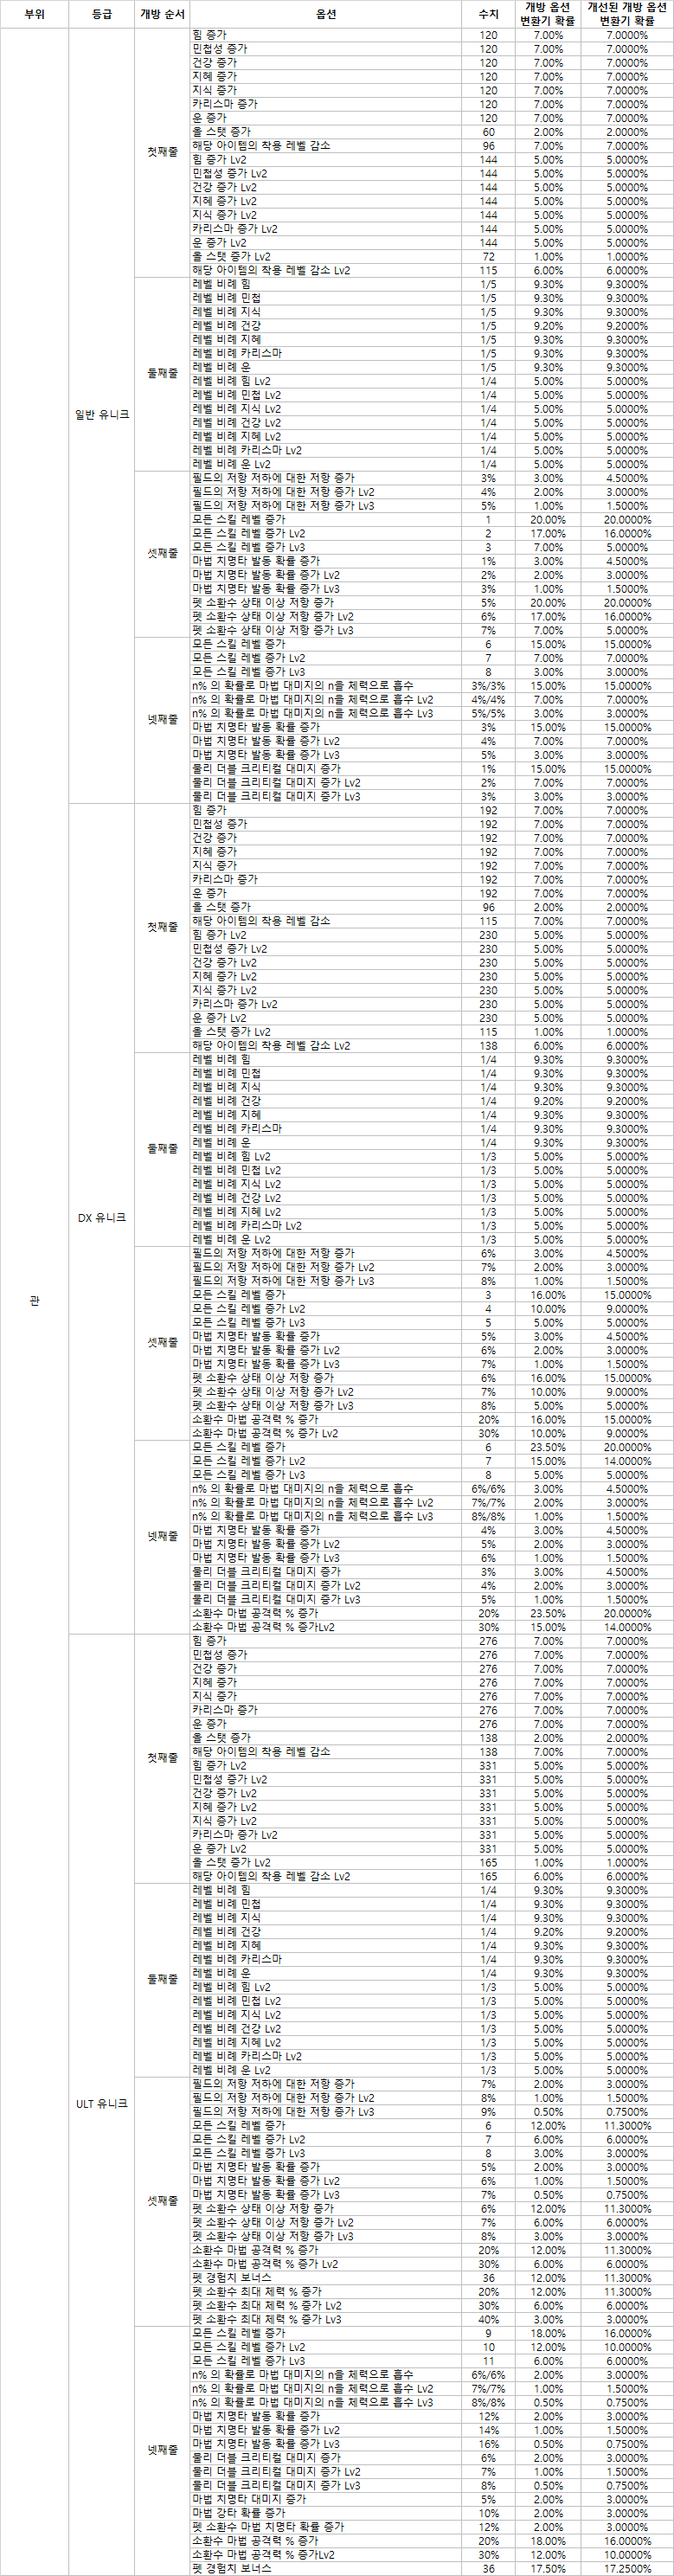 부위 등급 개방 순서 옵션 수치 개방 옵션 변환기 확률 개선된 개방 옵션 변환기 확률
관
일반 유니크
첫째줄
힘 증가 120 7.00% 7.0000%
민첩성 증가 120 7.00% 7.0000%
건강 증가 120 7.00% 7.0000%
지혜 증가 120 7.00% 7.0000%
지식 증가 120 7.00% 7.0000%
카리스마 증가 120 7.00% 7.0000%
운 증가 120 7.00% 7.0000%
올 스탯 증가 60 2.00% 2.0000%
해당 아이템의 착용 레벨 감소 96 7.00% 7.0000%
힘 증가 Lv2 144 5.00% 5.0000%
민첩성 증가 Lv2 144 5.00% 5.0000%
건강 증가 Lv2 144 5.00% 5.0000%
지혜 증가 Lv2 144 5.00% 5.0000%
지식 증가 Lv2 144 5.00% 5.0000%
카리스마 증가 Lv2 144 5.00% 5.0000%
운 증가 Lv2 144 5.00% 5.0000%
올 스탯 증가 Lv2 72 1.00% 1.0000%
해당 아이템의 착용 레벨 감소 Lv2 115 6.00% 6.0000%
둘째줄
레벨 비례 힘 1/5 9.30% 9.3000%
레벨 비례 민첩 1/5 9.30% 9.3000%
레벨 비례 지식 1/5 9.30% 9.3000%
레벨 비례 건강 1/5 9.20% 9.2000%
레벨 비례 지혜 1/5 9.30% 9.3000%
레벨 비례 카리스마 1/5 9.30% 9.3000%
레벨 비례 운 1/5 9.30% 9.3000%
레벨 비례 힘 Lv2 1/4 5.00% 5.0000%
레벨 비례 민첩 Lv2 1/4 5.00% 5.0000%
레벨 비례 지식 Lv2 1/4 5.00% 5.0000%
레벨 비례 건강 Lv2 1/4 5.00% 5.0000%
레벨 비례 지혜 Lv2 1/4 5.00% 5.0000%
레벨 비례 카리스마 Lv2 1/4 5.00% 5.0000%
레벨 비례 운 Lv2 1/4 5.00% 5.0000%
셋째줄
필드의 저항 저하에 대한 저항 증가 3% 3.00% 4.5000%
필드의 저항 저하에 대한 저항 증가 Lv2 4% 2.00% 3.0000%
필드의 저항 저하에 대한 저항 증가 Lv3 5% 1.00% 1.5000%
모든 스킬 레벨 증가 1 20.00% 20.0000%
모든 스킬 레벨 증가 Lv2 2 17.00% 16.0000%
모든 스킬 레벨 증가 Lv3 3 7.00% 5.0000%
마법 치명타 발동 확률 증가 1% 3.00% 4.5000%
마법 치명타 발동 확률 증가 Lv2 2% 2.00% 3.0000%
마법 치명타 발동 확률 증가 Lv3 3% 1.00% 1.5000%
펫 소환수 상태 이상 저항 증가 5% 20.00% 20.0000%
펫 소환수 상태 이상 저항 증가 Lv2 6% 17.00% 16.0000%
펫 소환수 상태 이상 저항 증가 Lv3 7% 7.00% 5.0000%
넷째줄
모든 스킬 레벨 증가 6 15.00% 15.0000%
모든 스킬 레벨 증가 Lv2 7 7.00% 7.0000%
모든 스킬 레벨 증가 Lv3 8 3.00% 3.0000%
n% 의 확률로 마법 대미지의 n을 체력으로 흡수 3%/3% 15.00% 15.0000%
n% 의 확률로 마법 대미지의 n을 체력으로 흡수 Lv2 4%/4% 7.00% 7.0000%
n% 의 확률로 마법 대미지의 n을 체력으로 흡수 Lv3 5%/5% 3.00% 3.0000%
마법 치명타 발동 확률 증가 3% 15.00% 15.0000%
마법 치명타 발동 확률 증가 Lv2 4% 7.00% 7.0000%
마법 치명타 발동 확률 증가 Lv3 5% 3.00% 3.0000%
물리 더블 크리티컬 대미지 증가 1% 15.00% 15.0000%
물리 더블 크리티컬 대미지 증가 Lv2 2% 7.00% 7.0000%
물리 더블 크리티컬 대미지 증가 Lv3 3% 3.00% 3.0000%
DX 유니크
첫째줄
힘 증가 192 7.00% 7.0000%
민첩성 증가 192 7.00% 7.0000%
건강 증가 192 7.00% 7.0000%
지혜 증가 192 7.00% 7.0000%
지식 증가 192 7.00% 7.0000%
카리스마 증가 192 7.00% 7.0000%
운 증가 192 7.00% 7.0000%
올 스탯 증가 96 2.00% 2.0000%
해당 아이템의 착용 레벨 감소 115 7.00% 7.0000%
힘 증가 Lv2 230 5.00% 5.0000%
민첩성 증가 Lv2 230 5.00% 5.0000%
건강 증가 Lv2 230 5.00% 5.0000%
지혜 증가 Lv2 230 5.00% 5.0000%
지식 증가 Lv2 230 5.00% 5.0000%
카리스마 증가 Lv2 230 5.00% 5.0000%
운 증가 Lv2 230 5.00% 5.0000%
올 스탯 증가 Lv2 115 1.00% 1.0000%
해당 아이템의 착용 레벨 감소 Lv2 138 6.00% 6.0000%
둘째줄
레벨 비례 힘 1/4 9.30% 9.3000%
레벨 비례 민첩 1/4 9.30% 9.3000%
레벨 비례 지식 1/4 9.30% 9.3000%
레벨 비례 건강 1/4 9.20% 9.2000%
레벨 비례 지혜 1/4 9.30% 9.3000%
레벨 비례 카리스마 1/4 9.30% 9.3000%
레벨 비례 운 1/4 9.30% 9.3000%
레벨 비례 힘 Lv2 1/3 5.00% 5.0000%
레벨 비례 민첩 Lv2 1/3 5.00% 5.0000%
레벨 비례 지식 Lv2 1/3 5.00% 5.0000%
레벨 비례 건강 Lv2 1/3 5.00% 5.0000%
레벨 비례 지혜 Lv2 1/3 5.00% 5.0000%
레벨 비례 카리스마 Lv2 1/3 5.00% 5.0000%
레벨 비례 운 Lv2 1/3 5.00% 5.0000%
셋째줄
필드의 저항 저하에 대한 저항 증가 6% 3.00% 4.5000%
필드의 저항 저하에 대한 저항 증가 Lv2 7% 2.00% 3.0000%
필드의 저항 저하에 대한 저항 증가 Lv3 8% 1.00% 1.5000%
모든 스킬 레벨 증가 3 16.00% 15.0000%
모든 스킬 레벨 증가 Lv2 4 10.00% 9.0000%
모든 스킬 레벨 증가 Lv3 5 5.00% 5.0000%
마법 치명타 발동 확률 증가 5% 3.00% 4.5000%
마법 치명타 발동 확률 증가 Lv2 6% 2.00% 3.0000%
마법 치명타 발동 확률 증가 Lv3 7% 1.00% 1.5000%
펫 소환수 상태 이상 저항 증가 6% 16.00% 15.0000%
펫 소환수 상태 이상 저항 증가 Lv2 7% 10.00% 9.0000%
펫 소환수 상태 이상 저항 증가 Lv3 8% 5.00% 5.0000%
소환수 마법 공격력 % 증가 20% 16.00% 15.0000%
소환수 마법 공격력 % 증가 Lv2 30% 10.00% 9.0000%
넷째줄
모든 스킬 레벨 증가 6 23.50% 20.0000%
모든 스킬 레벨 증가 Lv2 7 15.00% 14.0000%
모든 스킬 레벨 증가 Lv3 8 5.00% 5.0000%
n% 의 확률로 마법 대미지의 n을 체력으로 흡수 6%/6% 3.00% 4.5000%
n% 의 확률로 마법 대미지의 n을 체력으로 흡수 Lv2 7%/7% 2.00% 3.0000%
n% 의 확률로 마법 대미지의 n을 체력으로 흡수 Lv3 8%/8% 1.00% 1.5000%
마법 치명타 발동 확률 증가 4% 3.00% 4.5000%
마법 치명타 발동 확률 증가 Lv2 5% 2.00% 3.0000%
마법 치명타 발동 확률 증가 Lv3 6% 1.00% 1.5000%
물리 더블 크리티컬 대미지 증가 3% 3.00% 4.5000%
물리 더블 크리티컬 대미지 증가 Lv2 4% 2.00% 3.0000%
물리 더블 크리티컬 대미지 증가 Lv3 5% 1.00% 1.5000%
소환수 마법 공격력 % 증가 20% 23.50% 20.0000%
소환수 마법 공격력 % 증가Lv2 30% 15.00% 14.0000%
ULT 유니크
첫째줄
힘 증가 276 7.00% 7.0000%
민첩성 증가 276 7.00% 7.0000%
건강 증가 276 7.00% 7.0000%
지혜 증가 276 7.00% 7.0000%
지식 증가 276 7.00% 7.0000%
카리스마 증가 276 7.00% 7.0000%
운 증가 276 7.00% 7.0000%
올 스탯 증가 138 2.00% 2.0000%
해당 아이템의 착용 레벨 감소 138 7.00% 7.0000%
힘 증가 Lv2 331 5.00% 5.0000%
민첩성 증가 Lv2 331 5.00% 5.0000%
건강 증가 Lv2 331 5.00% 5.0000%
지혜 증가 Lv2 331 5.00% 5.0000%
지식 증가 Lv2 331 5.00% 5.0000%
카리스마 증가 Lv2 331 5.00% 5.0000%
운 증가 Lv2 331 5.00% 5.0000%
올 스탯 증가 Lv2 165 1.00% 1.0000%
해당 아이템의 착용 레벨 감소 Lv2 165 6.00% 6.0000%
둘째줄
레벨 비례 힘 1/4 9.30% 9.3000%
레벨 비례 민첩 1/4 9.30% 9.3000%
레벨 비례 지식 1/4 9.30% 9.3000%
레벨 비례 건강 1/4 9.20% 9.2000%
레벨 비례 지혜 1/4 9.30% 9.3000%
레벨 비례 카리스마 1/4 9.30% 9.3000%
레벨 비례 운 1/4 9.30% 9.3000%
레벨 비례 힘 Lv2 1/3 5.00% 5.0000%
레벨 비례 민첩 Lv2 1/3 5.00% 5.0000%
레벨 비례 지식 Lv2 1/3 5.00% 5.0000%
레벨 비례 건강 Lv2 1/3 5.00% 5.0000%
레벨 비례 지혜 Lv2 1/3 5.00% 5.0000%
레벨 비례 카리스마 Lv2 1/3 5.00% 5.0000%
레벨 비례 운 Lv2 1/3 5.00% 5.0000%
셋째줄
필드의 저항 저하에 대한 저항 증가 7% 2.00% 3.0000%
필드의 저항 저하에 대한 저항 증가 Lv2 8% 1.00% 1.5000%
필드의 저항 저하에 대한 저항 증가 Lv3 9% 0.50% 0.7500%
모든 스킬 레벨 증가 6 12.00% 11.3000%
모든 스킬 레벨 증가 Lv2 7 6.00% 6.0000%
모든 스킬 레벨 증가 Lv3 8 3.00% 3.0000%
마법 치명타 발동 확률 증가 5% 2.00% 3.0000%
마법 치명타 발동 확률 증가 Lv2 6% 1.00% 1.5000%
마법 치명타 발동 확률 증가 Lv3 7% 0.50% 0.7500%
펫 소환수 상태 이상 저항 증가 6% 12.00% 11.3000%
펫 소환수 상태 이상 저항 증가 Lv2 7% 6.00% 6.0000%
펫 소환수 상태 이상 저항 증가 Lv3 8% 3.00% 3.0000%
소환수 마법 공격력 % 증가 20% 12.00% 11.3000%
소환수 마법 공격력 % 증가 Lv2 30% 6.00% 6.0000%
펫 경험치 보너스 36 12.00% 11.3000%
펫 소환수 최대 체력 % 증가 20% 12.00% 11.3000%
펫 소환수 최대 체력 % 증가 Lv2 30% 6.00% 6.0000%
펫 소환수 최대 체력 % 증가 Lv3 40% 3.00% 3.0000%
넷째줄
모든 스킬 레벨 증가 9 18.00% 16.0000%
모든 스킬 레벨 증가 Lv2 10 12.00% 10.0000%
모든 스킬 레벨 증가 Lv3 11 6.00% 6.0000%
n% 의 확률로 마법 대미지의 n을 체력으로 흡수 6%/6% 2.00% 3.0000%
n% 의 확률로 마법 대미지의 n을 체력으로 흡수 Lv2 7%/7% 1.00% 1.5000%
n% 의 확률로 마법 대미지의 n을 체력으로 흡수 Lv3 8%/8% 0.50% 0.7500%
마법 치명타 발동 확률 증가 12% 2.00% 3.0000%
마법 치명타 발동 확률 증가 Lv2 14% 1.00% 1.5000%
마법 치명타 발동 확률 증가 Lv3 16% 0.50% 0.7500%
물리 더블 크리티컬 대미지 증가 6% 2.00% 3.0000%
물리 더블 크리티컬 대미지 증가 Lv2 7% 1.00% 1.5000%
물리 더블 크리티컬 대미지 증가 Lv3 8% 0.50% 0.7500%
마법 치명타 대미지 증가 5% 2.00% 3.0000%
마법 강타 확률 증가 10% 2.00% 3.0000%
펫 소환수 마법 치명타 확률 증가 12% 2.00% 3.0000%
소환수 마법 공격력 % 증가 20% 18.00% 16.0000%
소환수 마법 공격력 % 증가Lv2 30% 12.00% 10.0000%
펫 경험치 보너스 36 17.50% 17.2500%